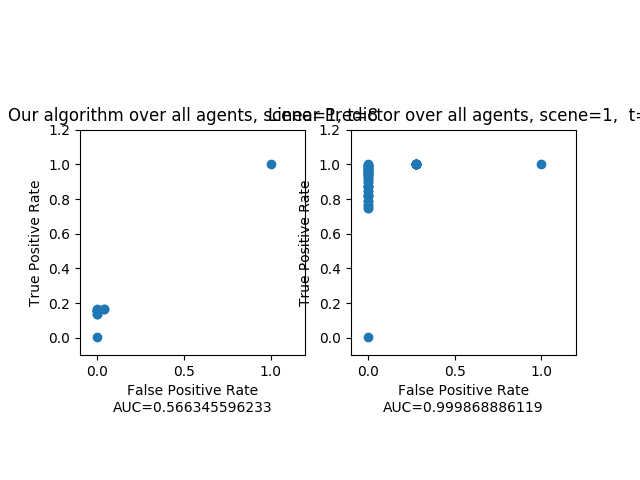 Our algorithm over all agents, scene=1, t=8
Linear Predictor over all agents, scene=1, t=
1.2
1.0
0.8
0.6
0.4
0.2
0.0
True Positive Rate
0.0 0.5 1.0
False Positive Rate
AUC=0.566345596233
1.2
1.0
0.8
0.6
0.4
0.2
0.0
True Positive Rate
0.0 0.5 1.0
False Positive Rate
AUC=0.999868886119